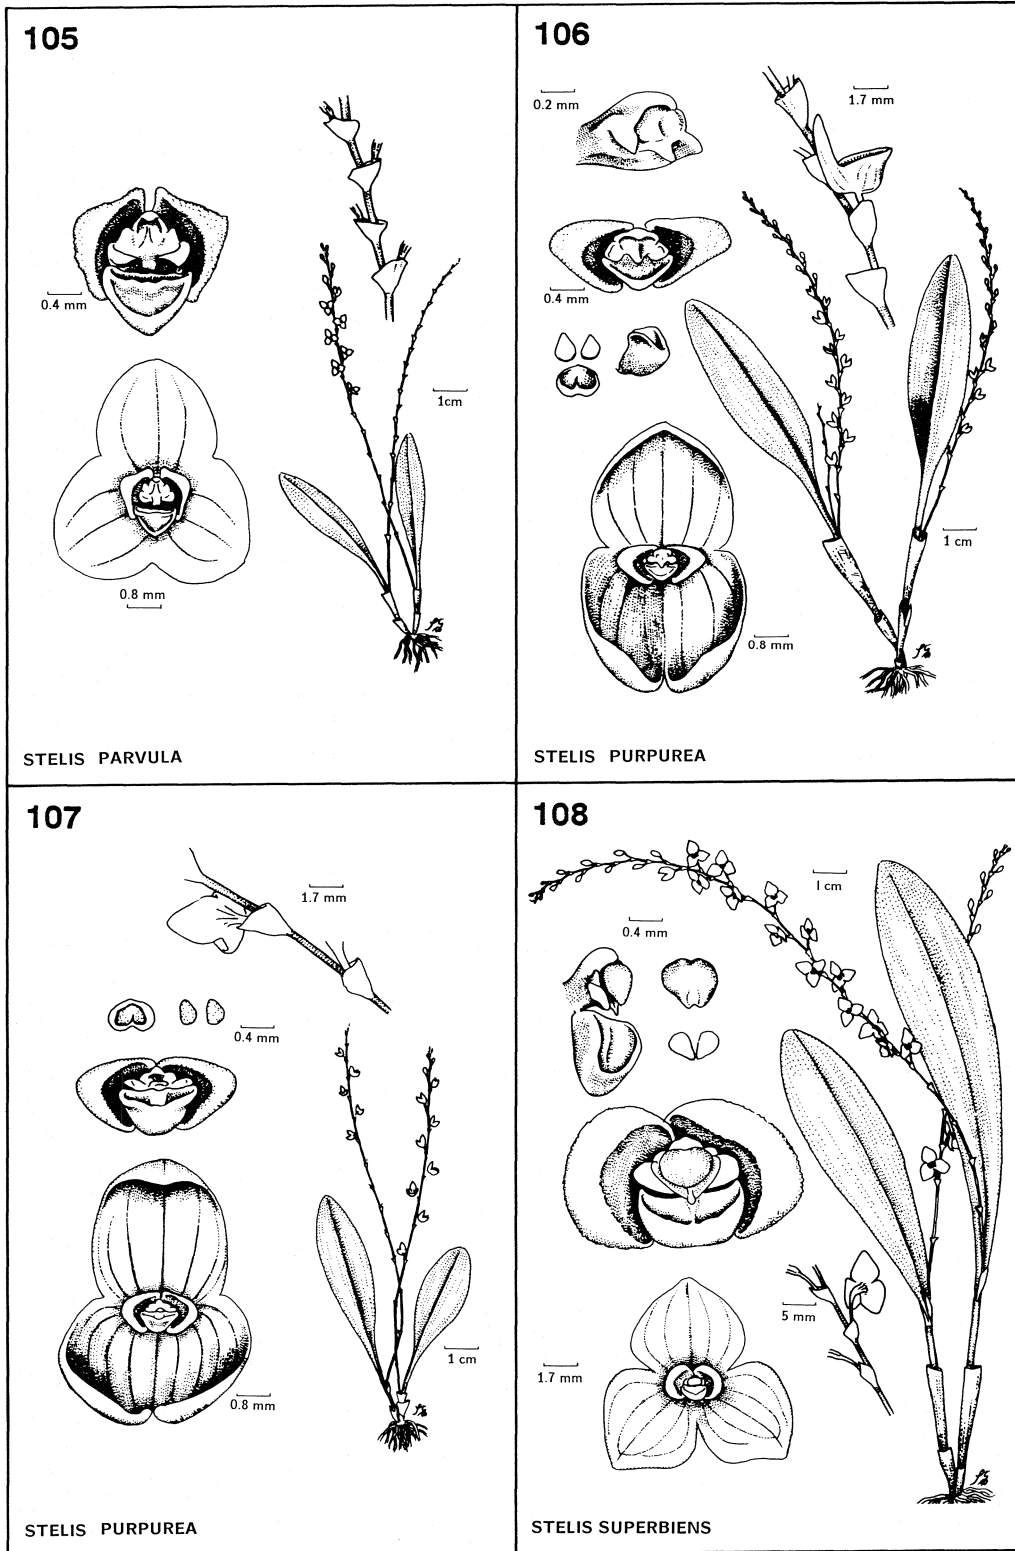 105
0.4 mm
1cm
0.8 mm
STELIS PARVULA
106
0.2 mm
1.7 mm
0.4 mm
1 cm
0.8 mm
STELIS PURPUREA
107
1.7 mm
0.4 mm
1 cm
0.8 mm
STELIS PURPUREA
108
1 cm
0.4 mm
5 mm
1.7 mm
STELIS SUPERBIENS